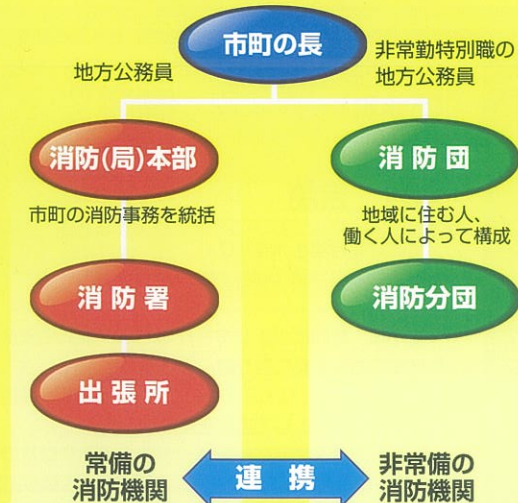 市町の長
地方公務員
非常勤特別職の
地方公務員
消防(局)本部
市町の消防事務を統括
消防署
出張所
消防団
地域に住む人、
働く人によって構成
消防分団
常備の
消防機関
連携
非常備の
消防機関